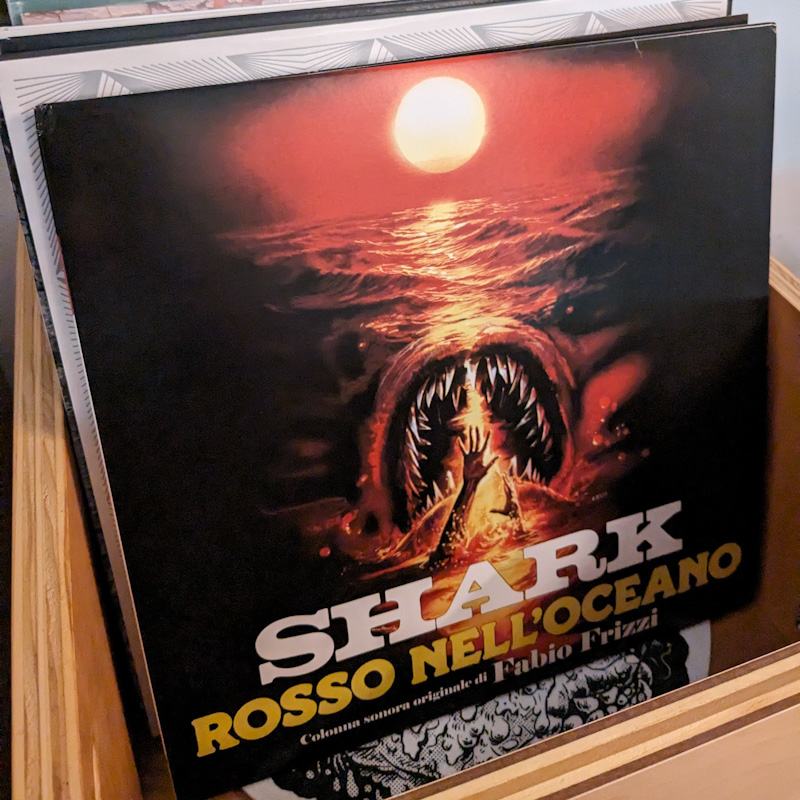 SHARK
ROSSO NELL'OCEANO
Colonna sonora originale di Fabio Frizzi